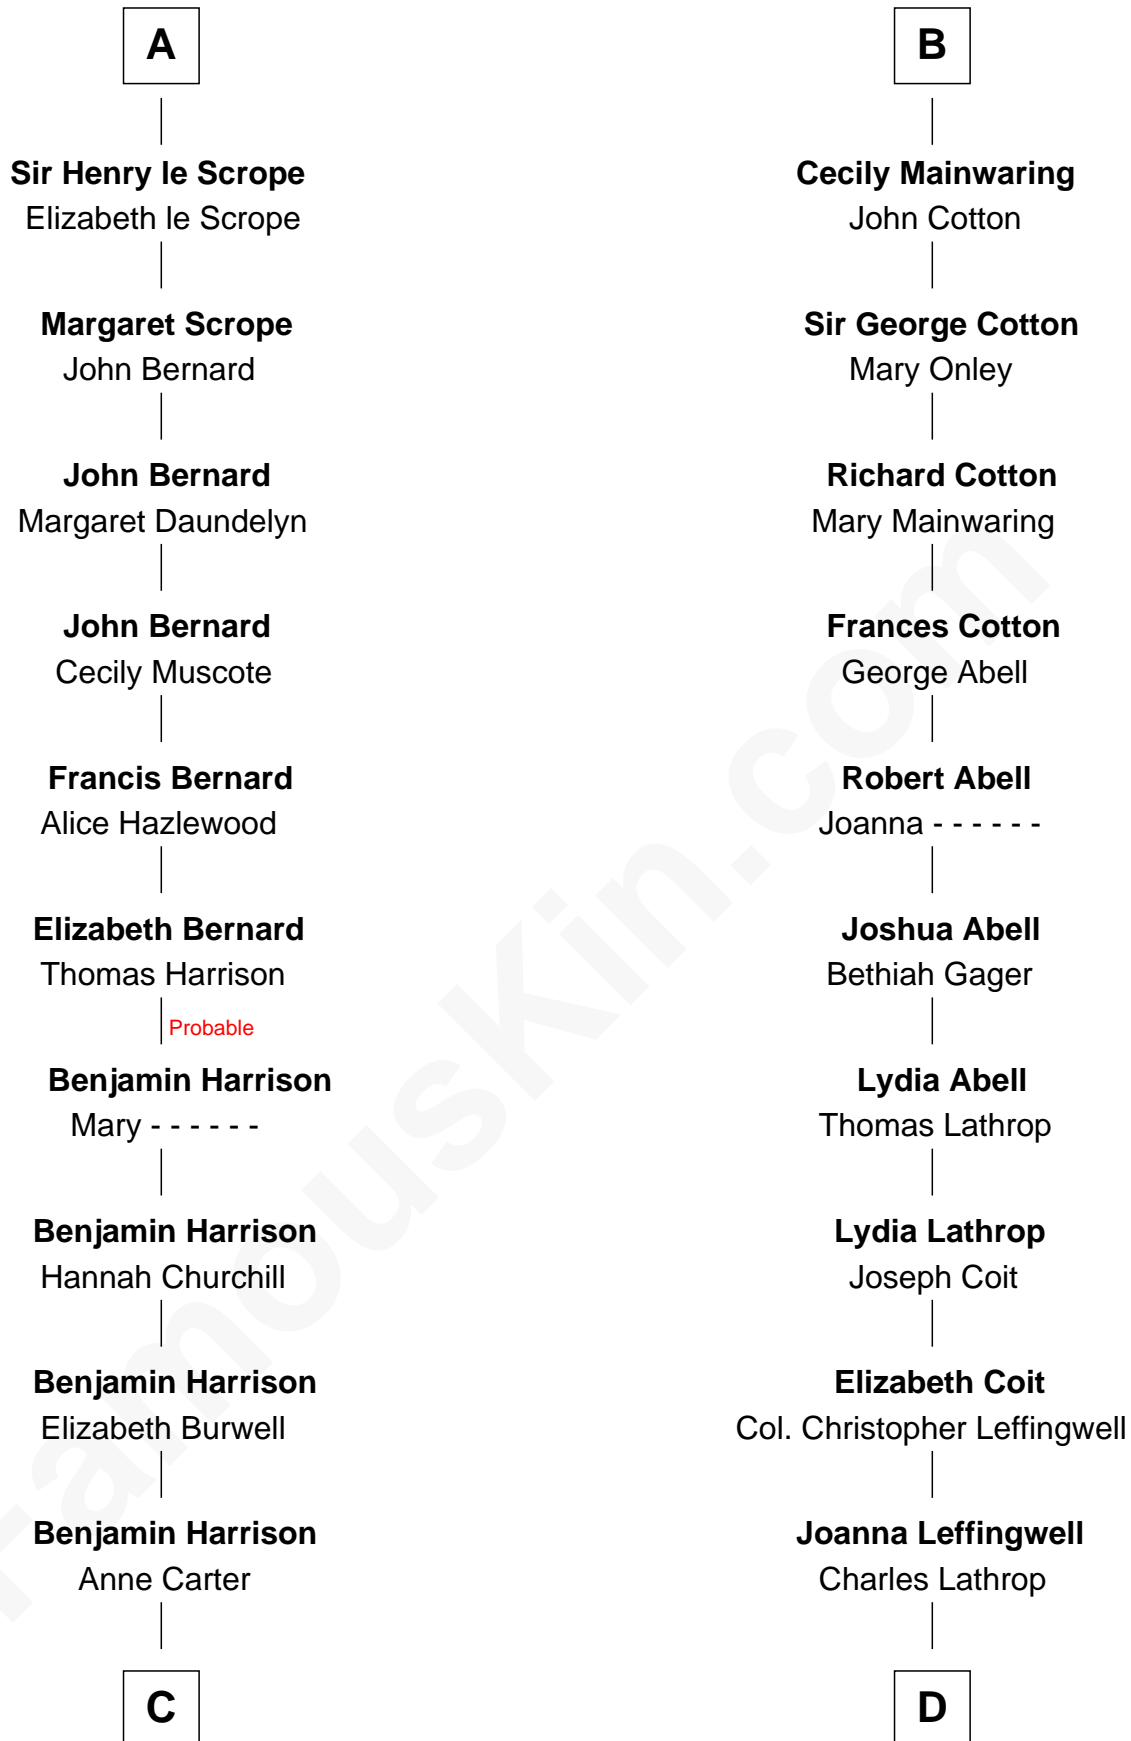 A
Sir Henry le Scrope
Elizabeth le Scrope
Margaret Scrope
John Bernard
John Bernard
Margaret Daundelyn
John Bernard
Cecily Muscote
Francis Bernard
Alice Hazlewood
Elizabeth Bernard
Thomas Harrison
Probable
Benjamin Harrison
Mary - - - - - -
Benjamin Harrison
Hannah Churchill
Benjamin Harrison
Elizabeth Burwell
Benjamin Harrison
Anne Carter
C
B
Cecily Mainwaring
John Cotton
Sir George Cotton
Mary Onley
Richard Cotton
Mary Mainwaring
Frances Cotton
George Abell
Robert Abell
Joanna - - - - - -
Joshua Abell
Bethiah Gager
Lydia Abell
Thomas Lathrop
Lydia Lathrop
Joseph Coit
Elizabeth Coit
Col. Christopher Leffingwell
Joanna Leffingwell
Charles Lathrop
D
FamousKin.com